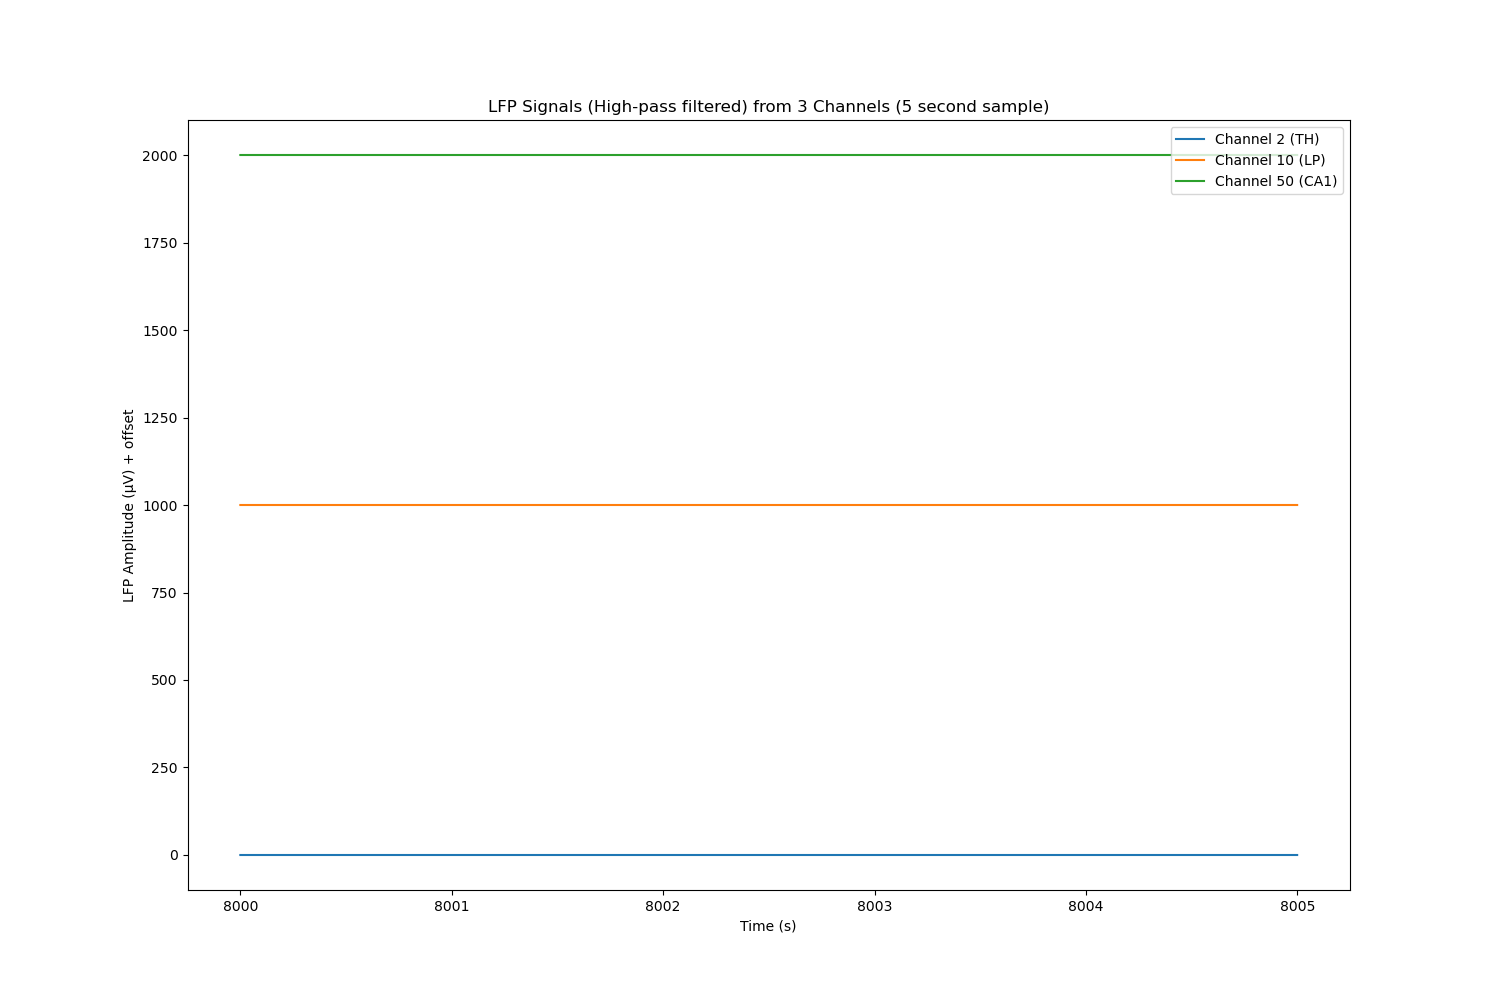 LFP Signals (High-pass filtered) from 3 Channels (5 second sample)
Channel 2 (TH)
Channel 10 (LP)
Channel 50 (CA1)
2000
1750
1500
1250
1000
750
500
250
0
LFP Amplitude (µV) + offset
8000 8001 8002 8003 8004 8005
Time (s)